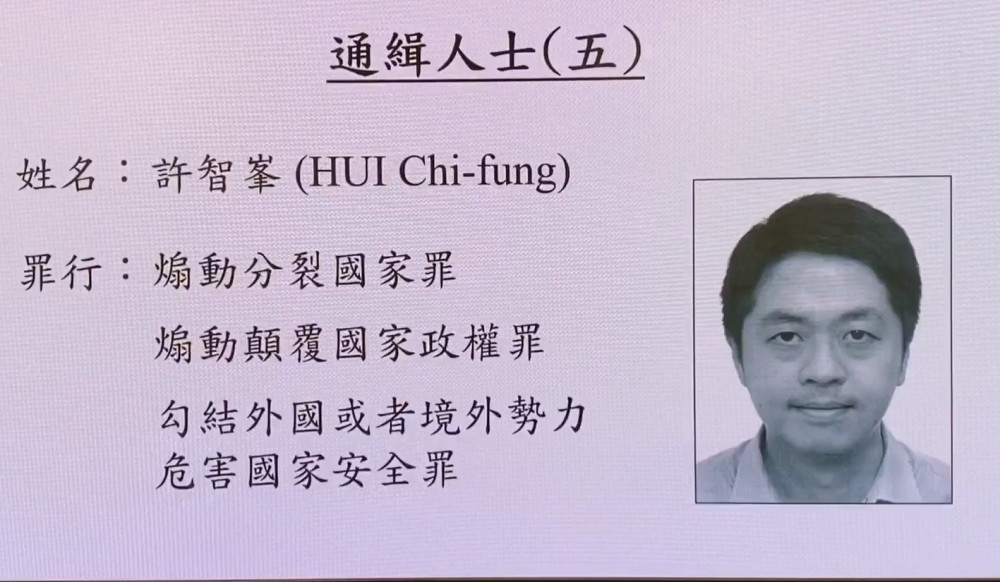 通緝人士(五)
姓名：許智峯 (HUI Chi-fung)
罪行：煽動分裂國家罪
煽動顛覆國家政權罪
勾結外國或者境外勢力
危害國家安全罪